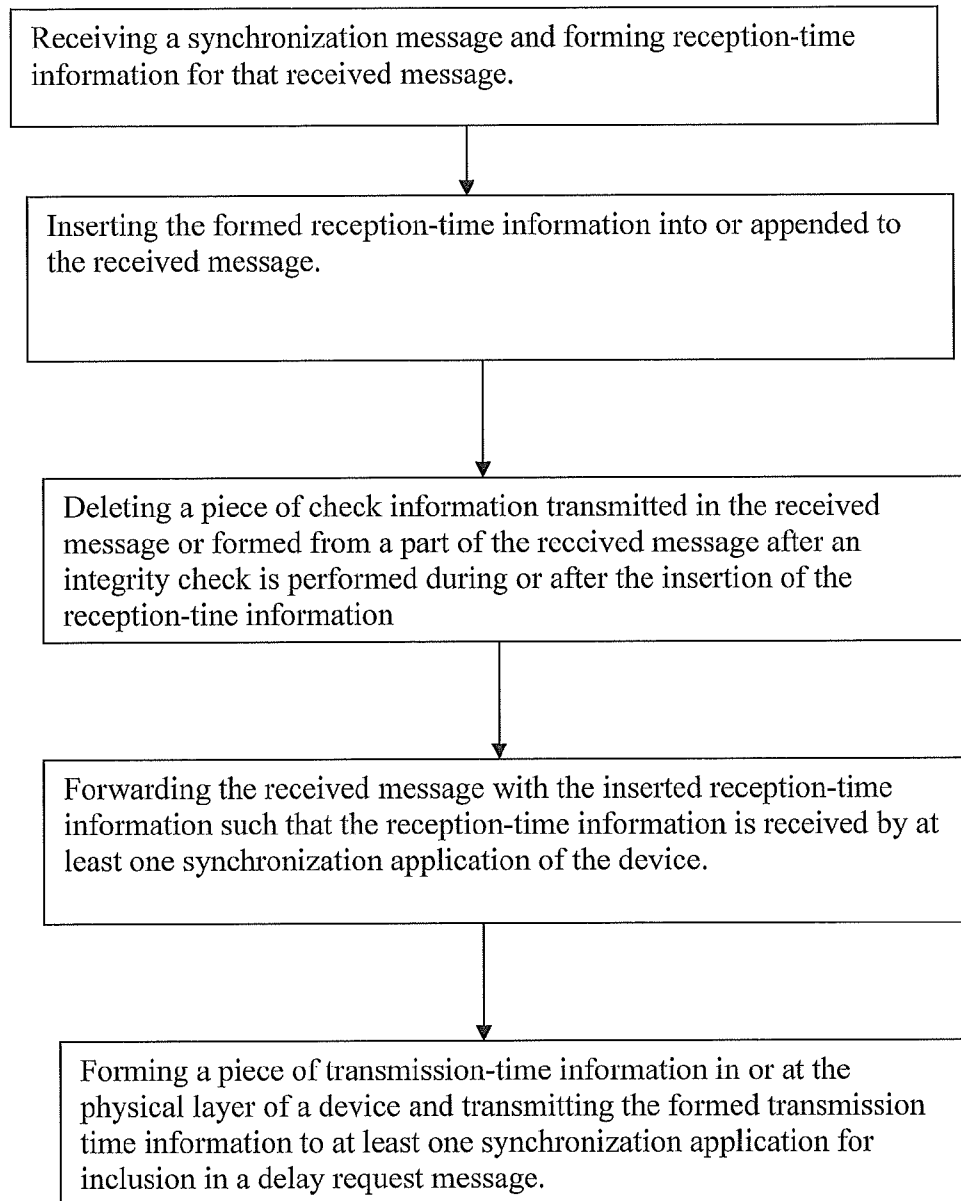 Receiving a synchronization message and forming reception-time
information for that received message.
Inserting the formed reception-time information into or appended to
the received message.
Deleting a piece of check information transmitted in the received
message or formed from a part of the received message after an
integrity check is performed during or after the insertion of the
reception-tine information
Forwarding the received message with the inserted reception-time
information such that the reception-time information is received by at
least one synchronization application of the device.
Forming a piece of transmission-time information in or at the
physical layer of a device and transmitting the formed transmission
time information to at least one synchronization application for
inclusion in a delay request message.